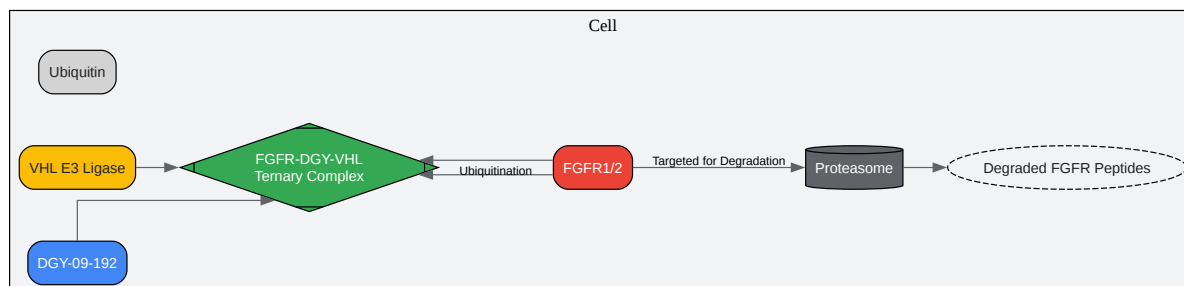 Cell
Ubiquitin
VHL E3 Ligase
FGFR-DGY-VHL
Ternary Complex
Ubiquitination
FGFR1/2
Targeted for Degradation
Proteasome
Degraded FGFR Peptides
DGY-09-192